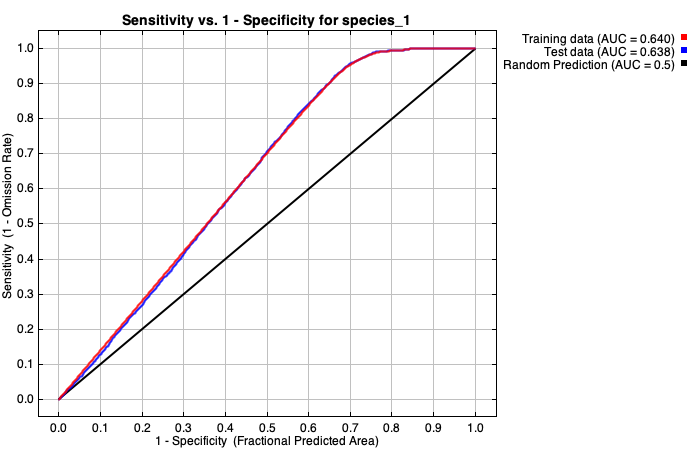 Sensitivity vs. 1 - Specificity for species_1
Training data (AUC = 0.640)
Test data (AUC = 0.638)
Random Prediction (AUC = 0.5)
Sensitivity (1 - Omission Rate)
1.0
0.9
0.8
0.7
0.6
0.5
0.4
0.3
0.2
0.1
0.0
0.0 0.1 0.2 0.3 0.4 0.5 0.6 0.7 0.8 0.9 1.0
1 - Specificity (Fractional Predicted Area)